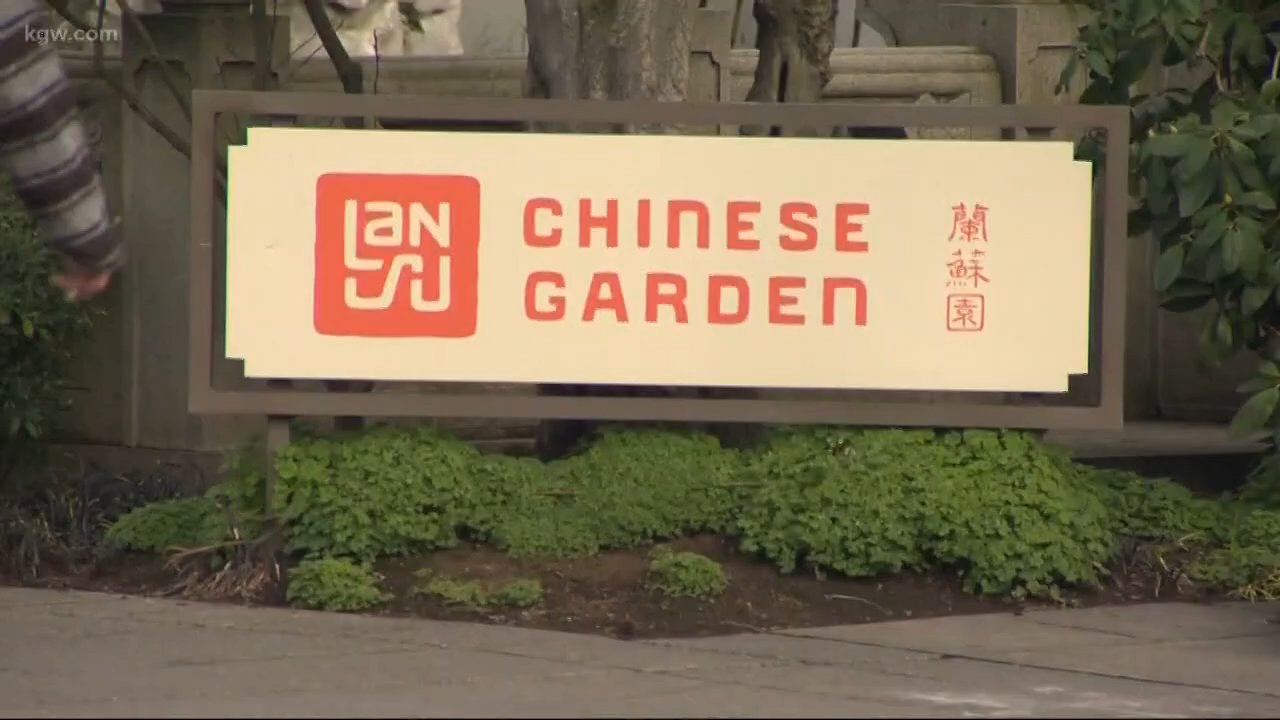 kgw.com
Lan
Su
CHINESE
GARDEN
蘭
蘇
園